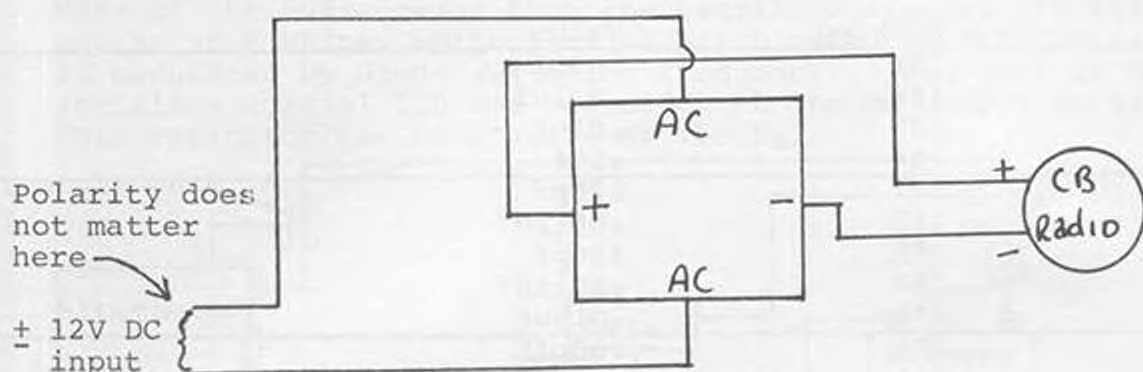 AC
Polarity does
not matter
here
+
-
+
CB
Radio
-
AC
± 12V DC
input